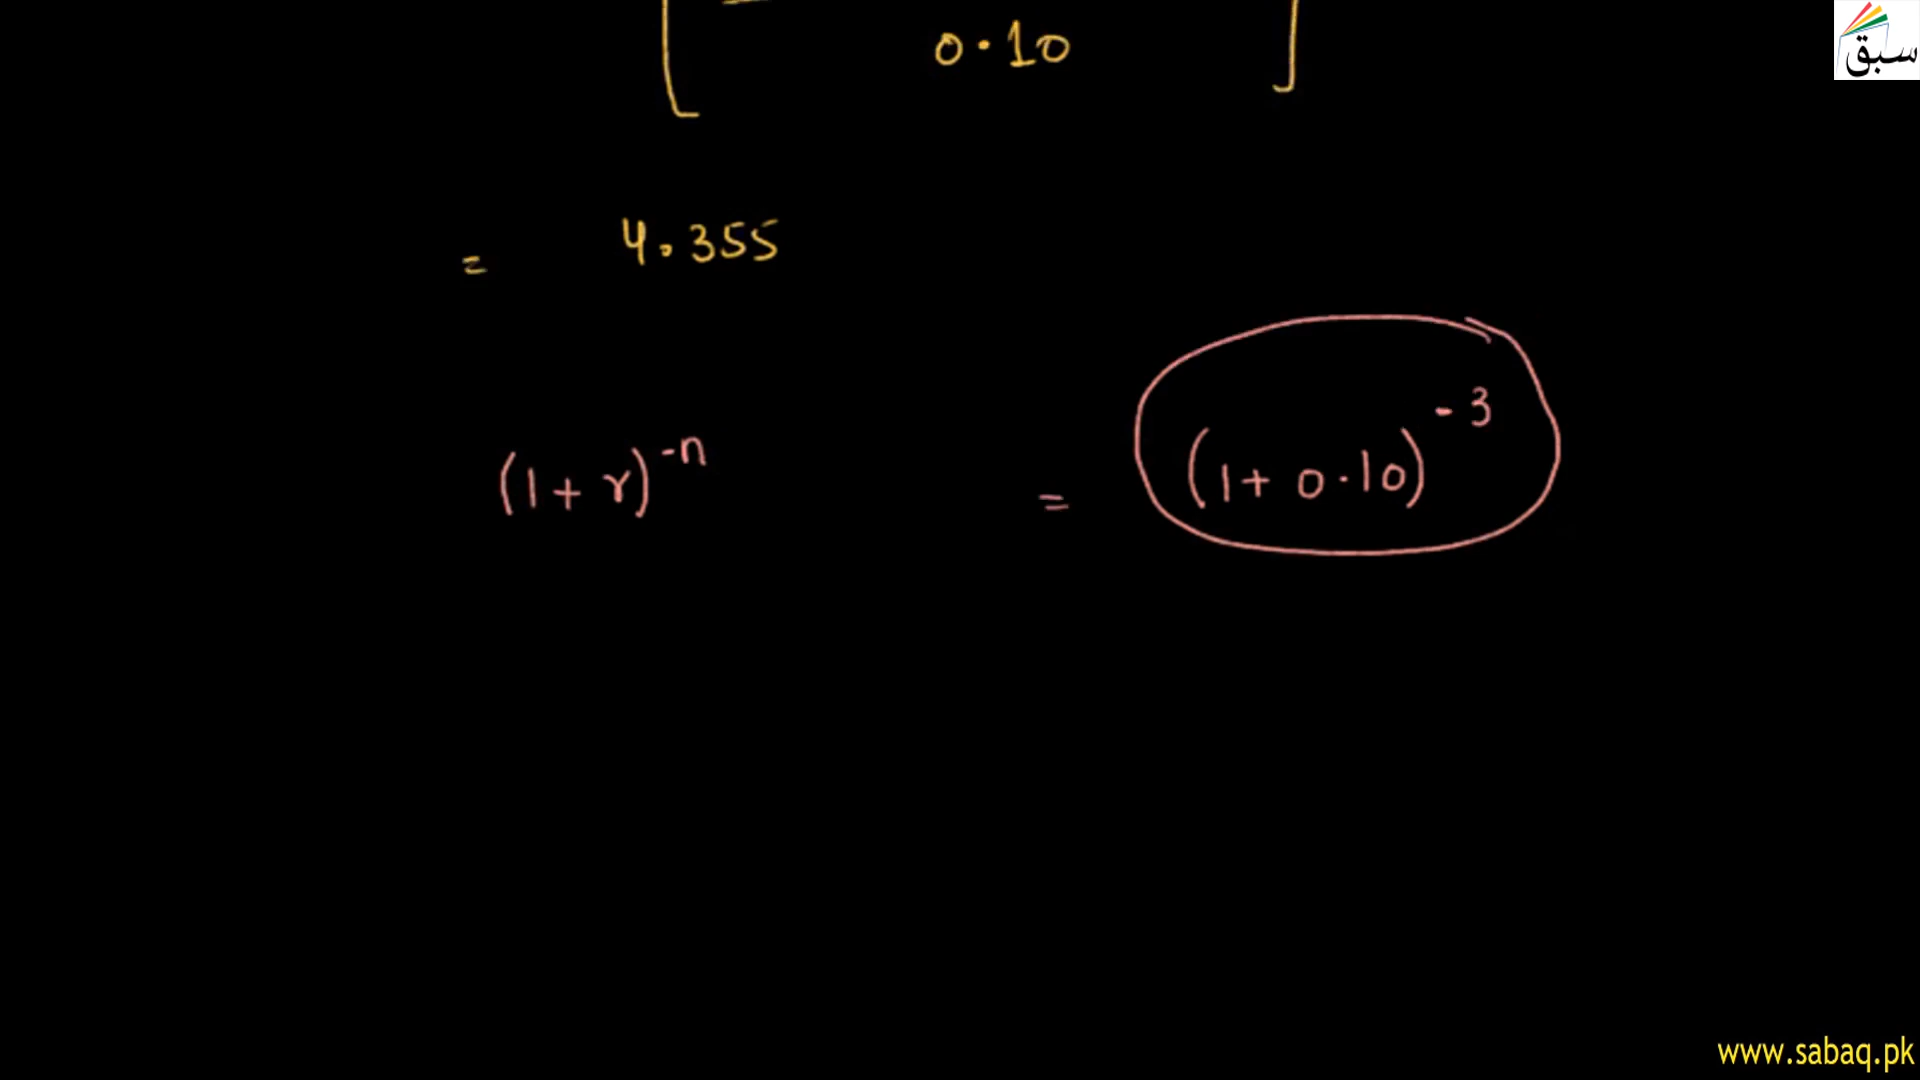 0.10
سبق
= 4.355
(1 + r)^-n = (1 + 0.10)^-3
www.sabaq.pk